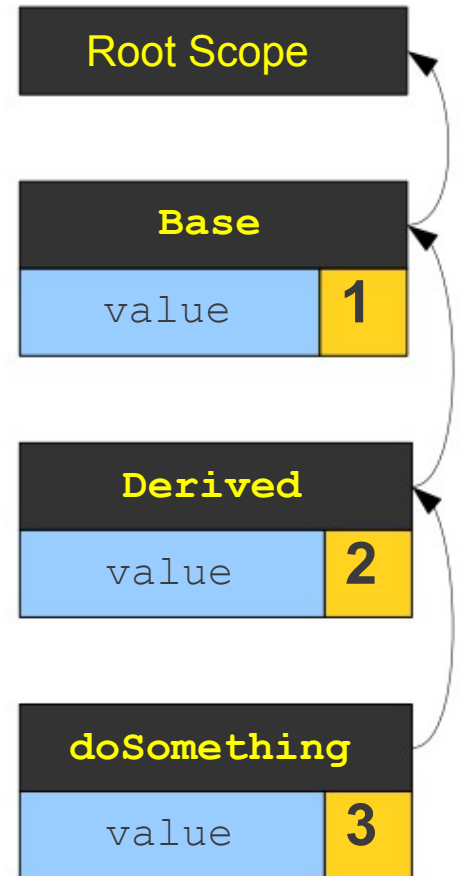 Root Scope
Base
value 1
Derived
value 2
doSomething
value 3